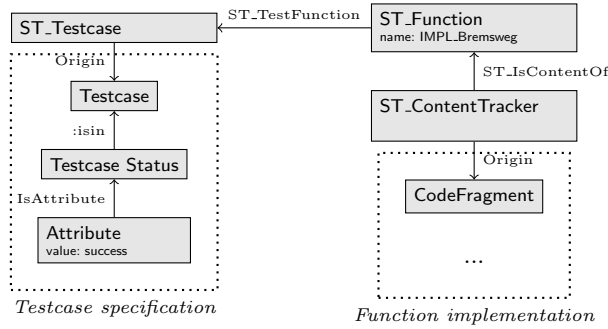 ST_Testcase
ST_TestFunction
ST_Function
name: IMPL_Bremsweg
Origin
Testcase
:isin
Testcase Status
IsAttribute
Attribute
value: success
Testcase specification
ST_IsContentOf
ST_ContentTracker
Origin
CodeFragment
...
Function implementation